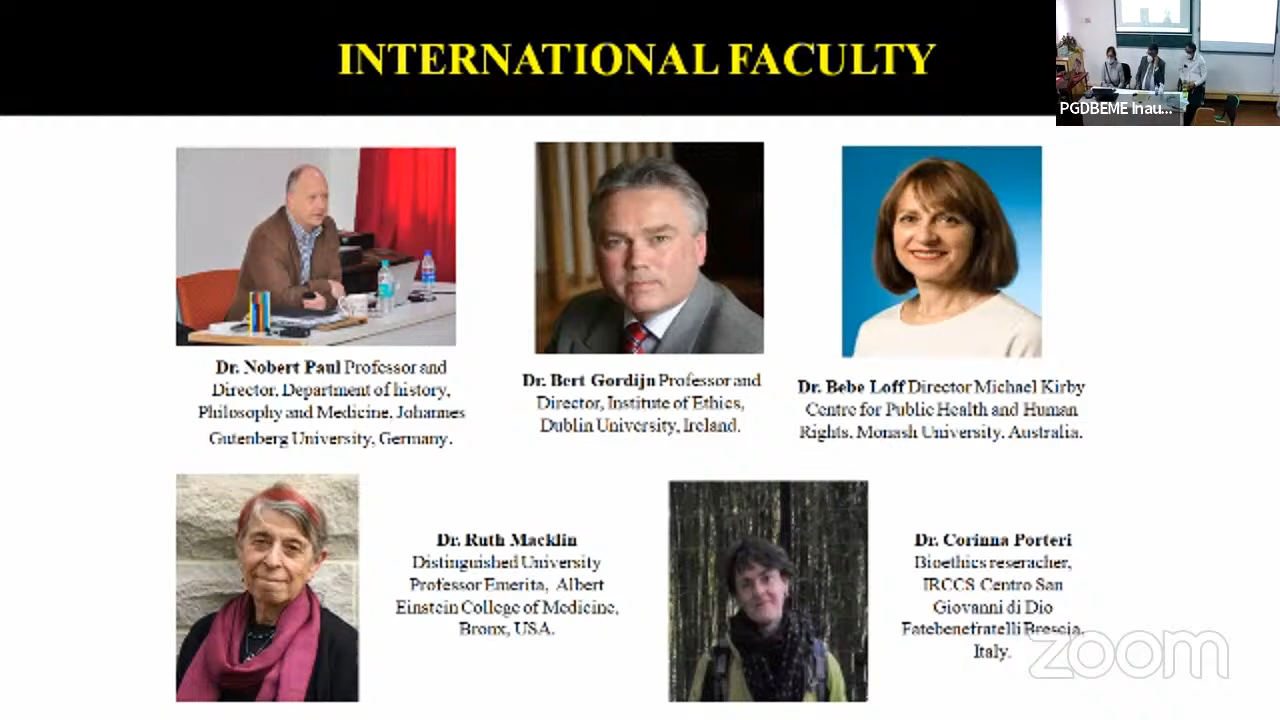 INTERNATIONAL FACULTY
PGDBEME Inau...
Dr. Nobert Paul Professor and
Director, Department of history,
Philosophy and Medicine, Johannes
Gutenberg University, Germany.
Dr. Bert Gordijn Professor and
Director, Institute of Ethics,
Dublin University, Ireland.
Dr. Bebe Loff Director Michael Kirby
Centre for Public Health and Human
Rights, Monash University, Australia.
Dr. Ruth Macklin
Distinguished University
Professor Emerita, Albert
Einstein College of Medicine,
Bronx, USA.
Dr. Corinna Porteri
Bioethics reseracher,
IRCCS Centro San
Giovanni di Dio
Fatebenefratelli Brescia,
Italy.
zoom